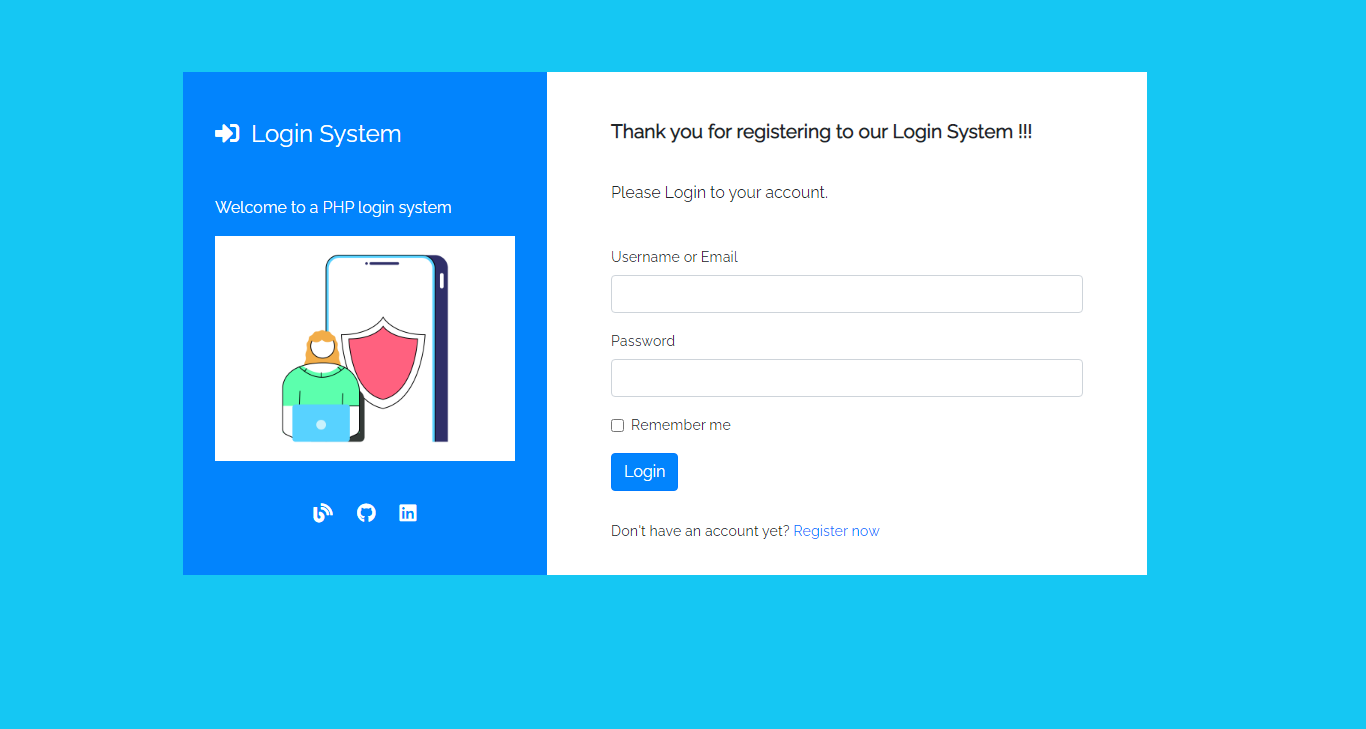 Login System
Welcome to a PHP login system
Thank you for registering to our Login System !!!
Please Login to your account.
Username or Email
Password
Remember me
Login
Don't have an account yet? Register now